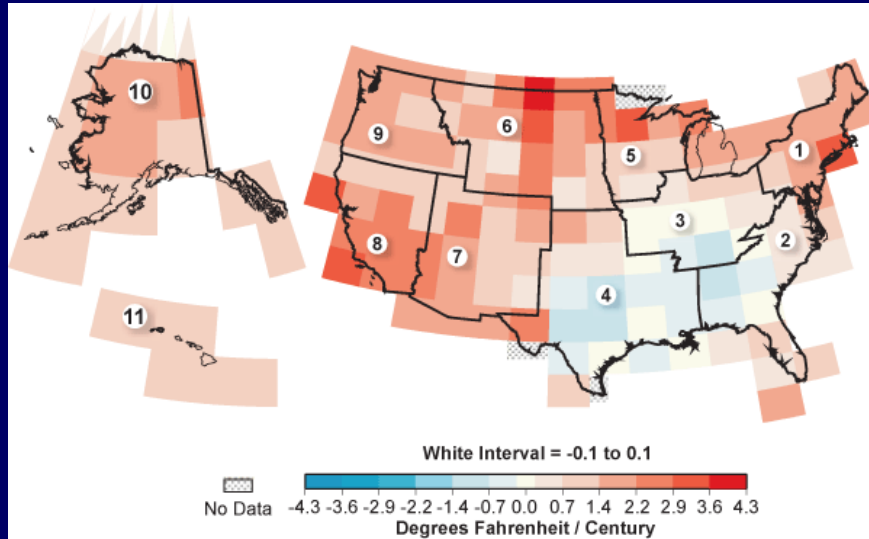 10
11
9
6
5
1
8
7
3
2
4
White Interval = -0.1 to 0.1
No Data
-4.3 -3.6 -2.9 -2.2 -1.4 -0.7 0.0 0.7 1.4 2.2 2.9 3.6 4.3
Degrees Fahrenheit / Century